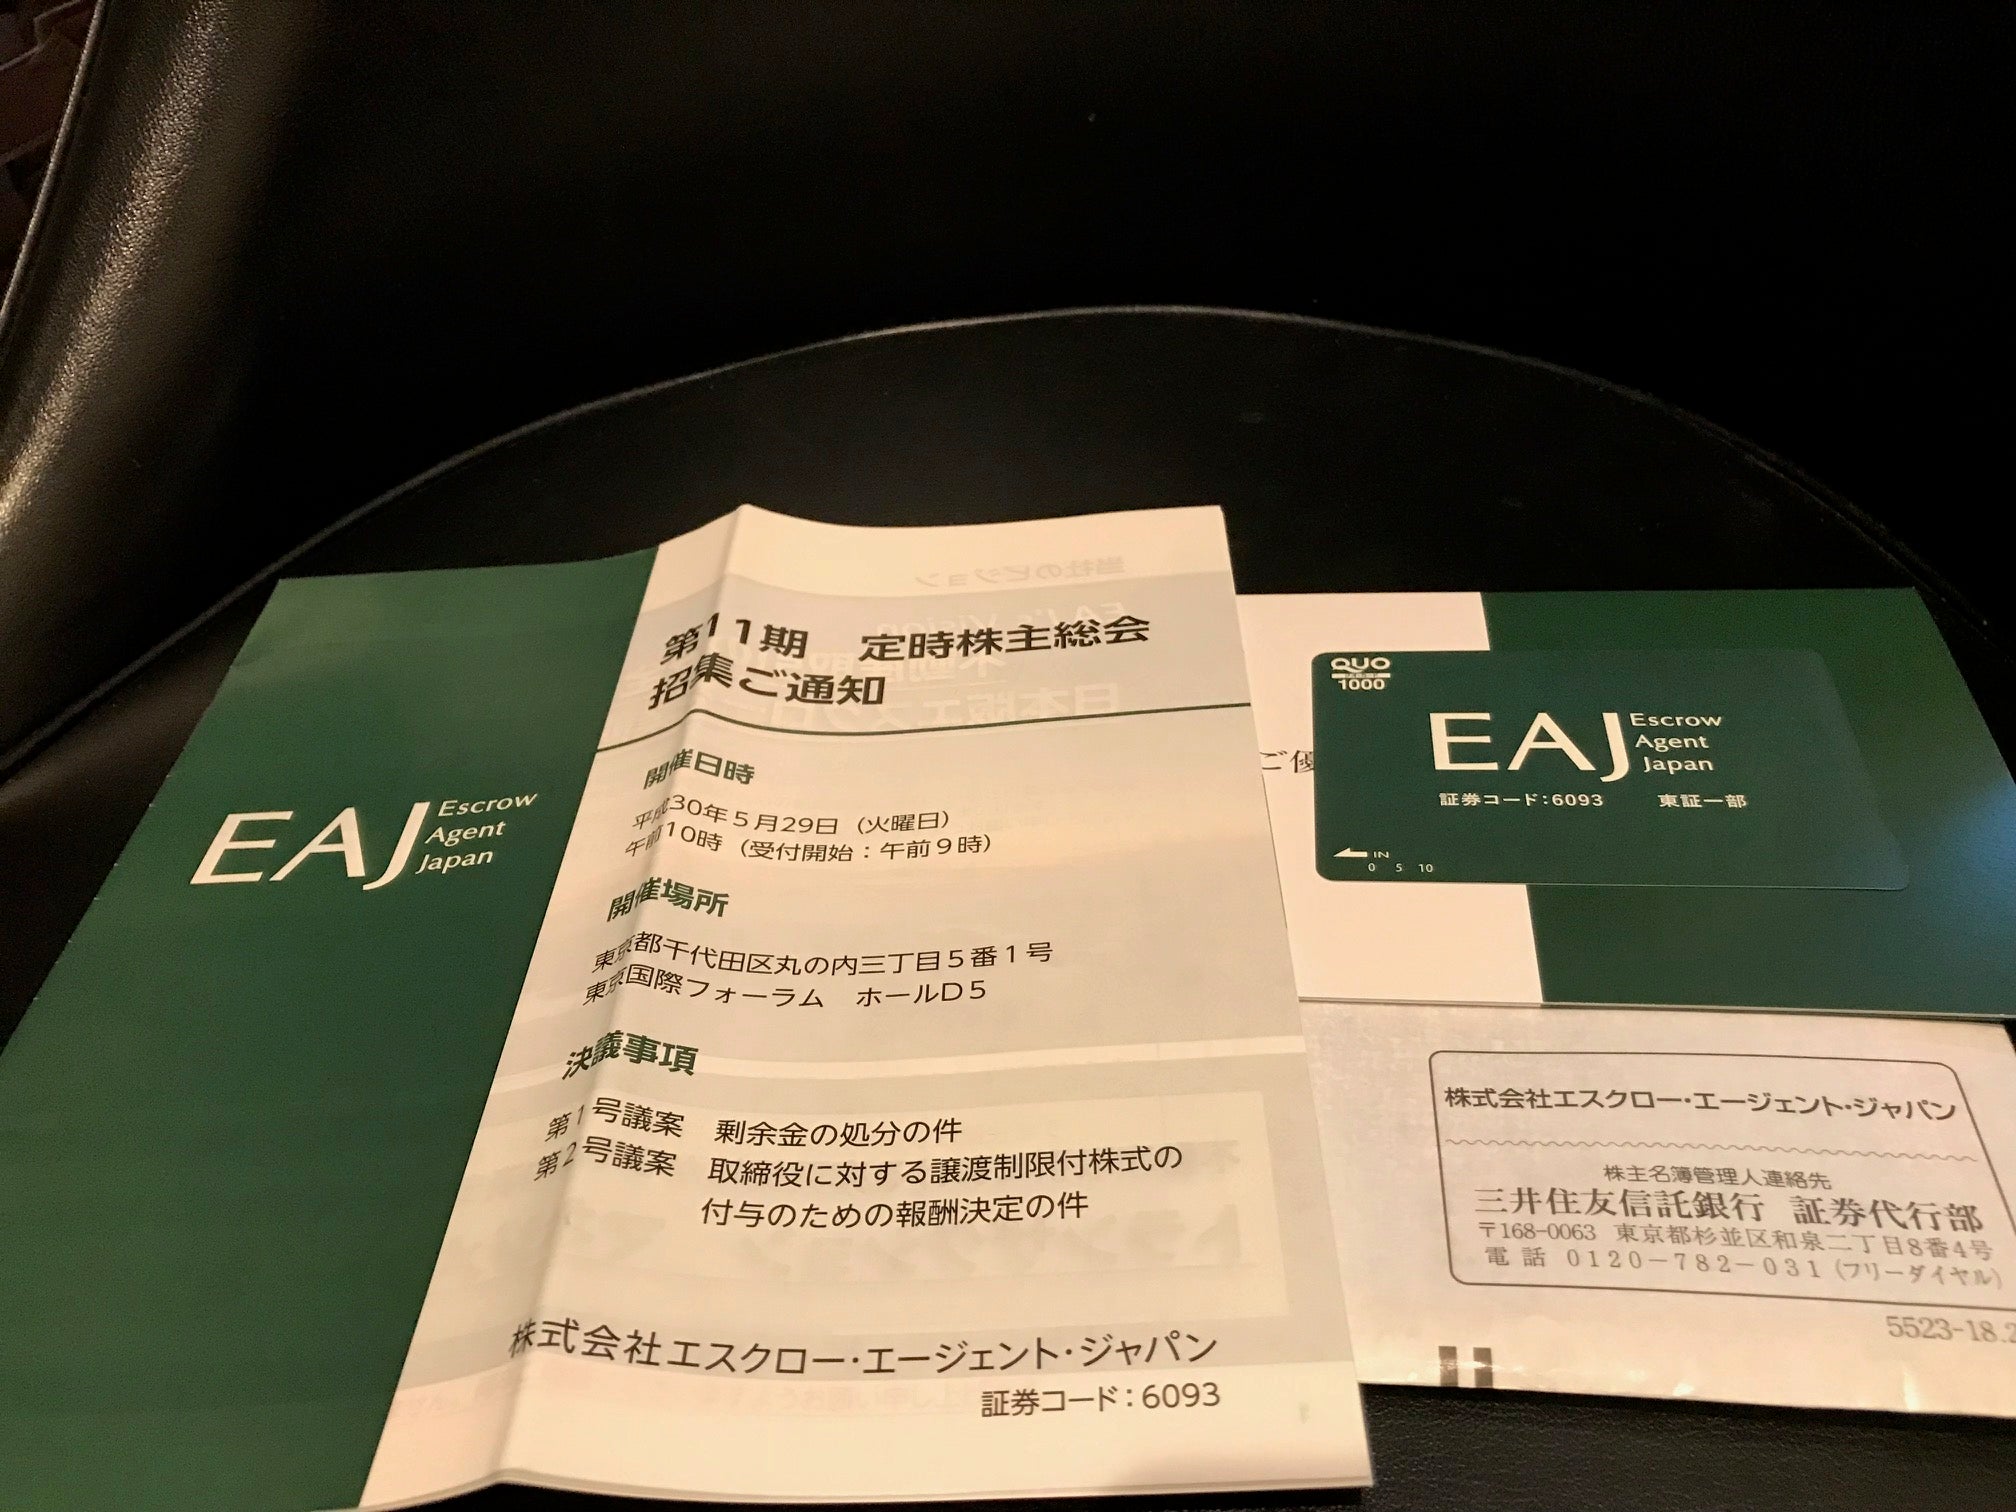 EAJ Escrow
Agent
Japan
第11期　定時株主総会
招集ご通知
開催日時
平成30年5月29日（火曜日）
午前10時（受付開始：午前9時）
開催場所
東京都千代田区丸の内三丁目5番1号
東京国際フォーラム　ホールD5
決議事項
第1号議案　剰余金の処分の件
第2号議案　取締役に対する譲渡制限付株式の
付与のための報酬決定の件
株式会社エスクロー・エージェント・ジャパン
証券コード：6093
ご優
QUO
1000
EAJ Escrow
Agent
Japan
証券コード：6093　東証一部
IN
0 5 10
株式会社エスクロー・エージェント・ジャパン
株主名簿管理人連絡先
三井住友信託銀行　証券代行部
〒168-0063　東京都杉並区和泉二丁目8番4号
電話　0120-782-031（フリーダイヤル）
5523-18.2